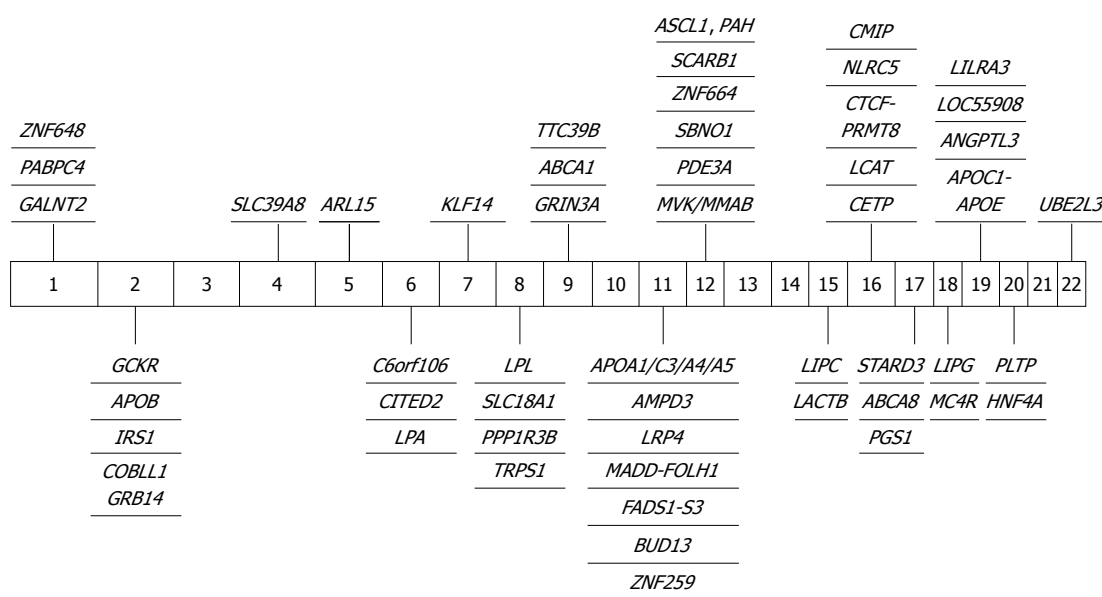 ASCL1, PAH
SCARB1
ZNF664
SBNO1
PDE3A
MVK/MMAB
CMIP
NLRC5
CTCF-
PRMT8
LCAT
CETP
LILRA3
LOC55908
ANGPTL3
APOC1-
APOE
ZNF648
PABPC4
GALNT2
SLC39A8
ARL15
KLF14
TTC39B
ABCA1
GRIN3A
UBE2L3
1 2 3 4 5 6 7 8 9 10 11 12 13 14 15 16 17 18 19 20 21 22
GCKR
APOB
IRS1
COBLL1
GRB14
C6orf106
CITED2
LPA
LPL
SLC18A1
PPP1R3B
TRPS1
APOA1/C3/A4/A5
AMPD3
LRP4
MADD-FOLH1
FADS1-S3
BUD13
ZNF259
LIPC
LACTB
STARD3
ABCA8
PGS1
LIPG
MC4R
PLTP
HNF4A